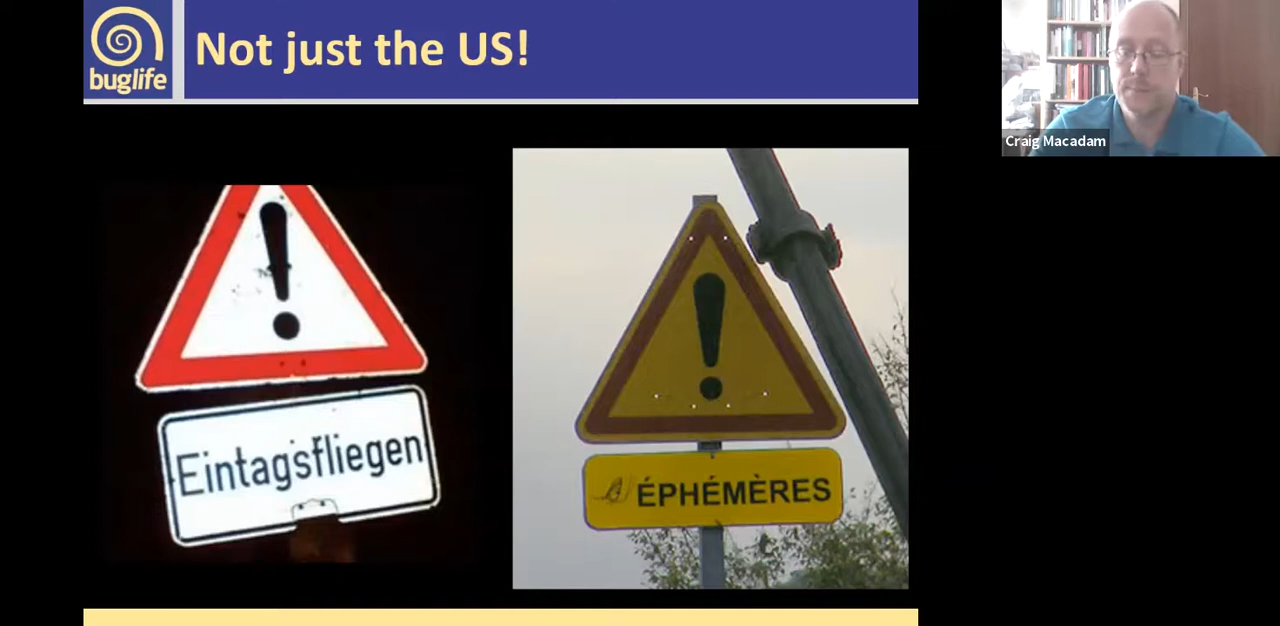 Not just the US!
buglife
Craig Macadam
Eintagsfliegen
ÉPHÉMÈRES